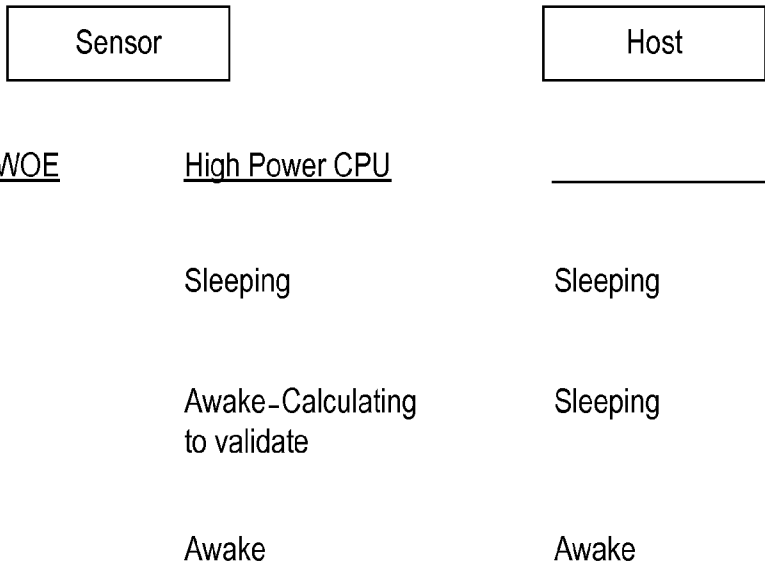 Sensor Host
WOE High Power CPU
Sleeping Sleeping
Awake-Calculating Sleeping
to validate
Awake Awake